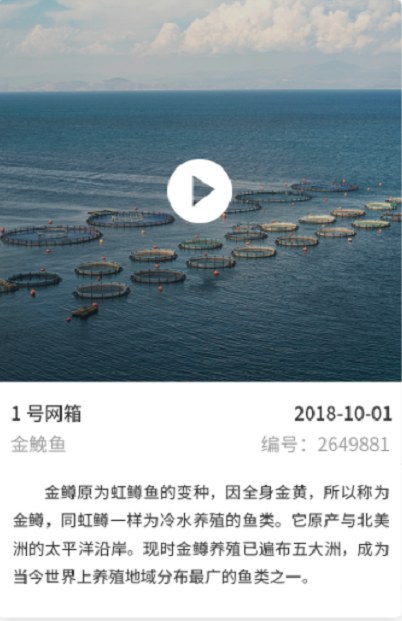 1 号网箱
2018-10-01
金鮸鱼
编号：2649881
金鳟原为虹鳟鱼的变种，因全身金黄，所以称为
金鳟，同虹鳟一样为冷水养殖的鱼类。它原产与北美
洲的太平洋沿岸。现时金鳟养殖已遍布五大洲，成为
当今世界上养殖地域分布最广的鱼类之一。